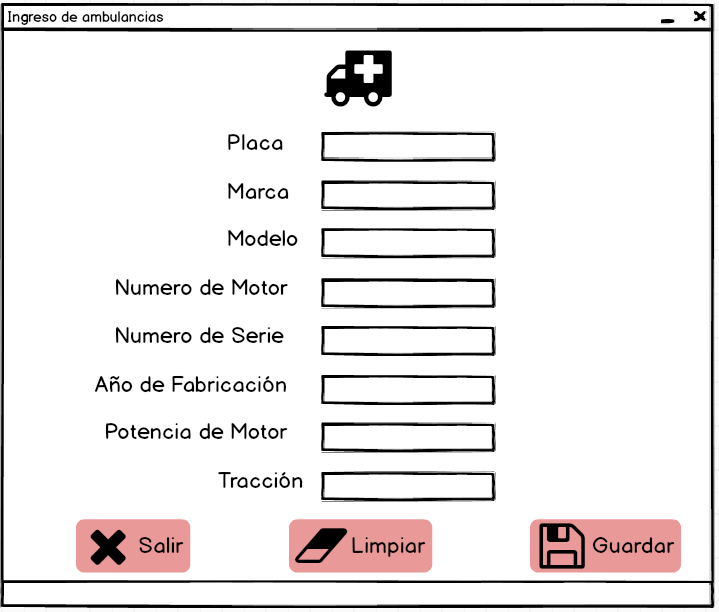 Ingreso de ambulancias
Placa
Marca
Modelo
Numero de Motor
Numero de Serie
Año de Fabricación
Potencia de Motor
Tracción
Salir
Limpiar
Guardar